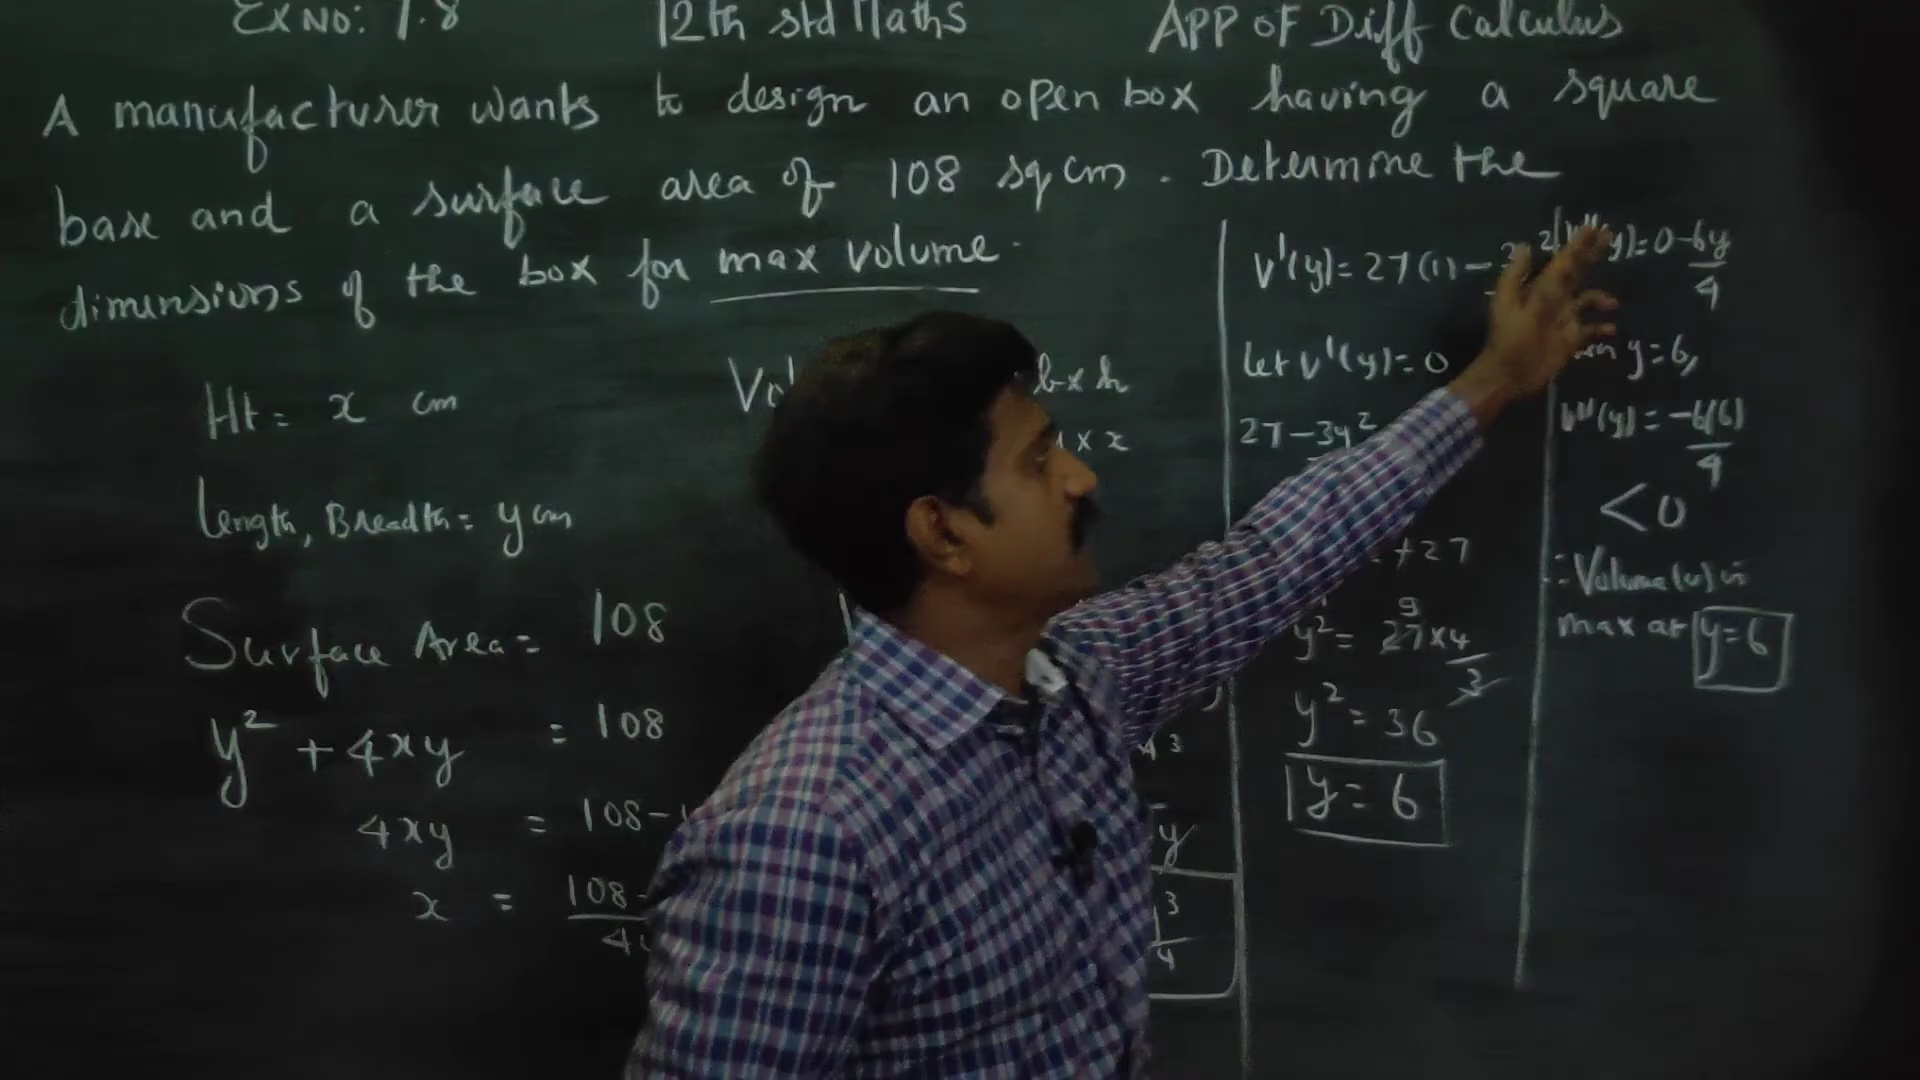 Ex No: 7.8 12th std Maths APP OF Diff Calculus
A manufacturer wants to design an open box having a square
base and a surface area of 108 sq cm. Determine the
dimensions of the box for max volume.
Ht = x cm
Length, Breadth = y cm
Surface Area = 108
y² + 4xy = 108
4xy = 108 -
x = 108 -
b x h
x x
V'(y) = 27(1) -
Let V'(y) = 0
27 - 3y²
+ 27
y² = 27 x 4 / 3
9
y² = 36
y = 6
(y) = 0 - 6y/4
y = 6,
V''(y) = -6(6)/4
< 0
∴ Volume (v) is
max at y = 6